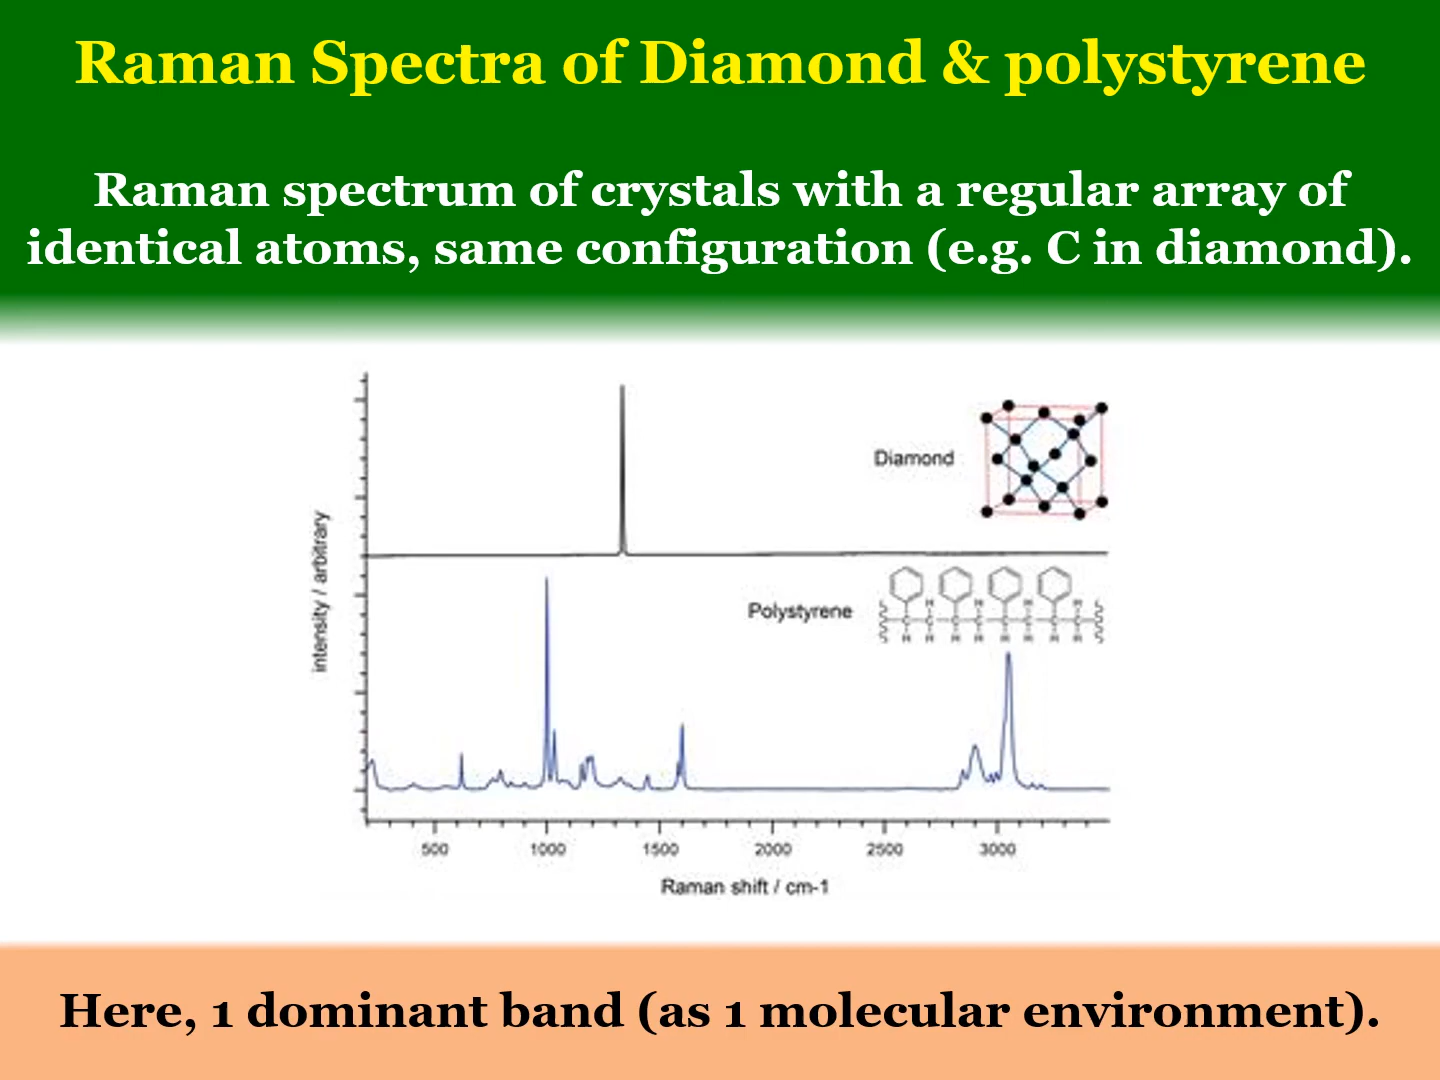 Raman Spectra of Diamond & polystyrene
Raman spectrum of crystals with a regular array of
identical atoms, same configuration (e.g. C in diamond).
Diamond
intensity / arbitrary
Polystyrene
500 1000 1500 2000 2500 3000
Raman shift / cm-1
Here, 1 dominant band (as 1 molecular environment).